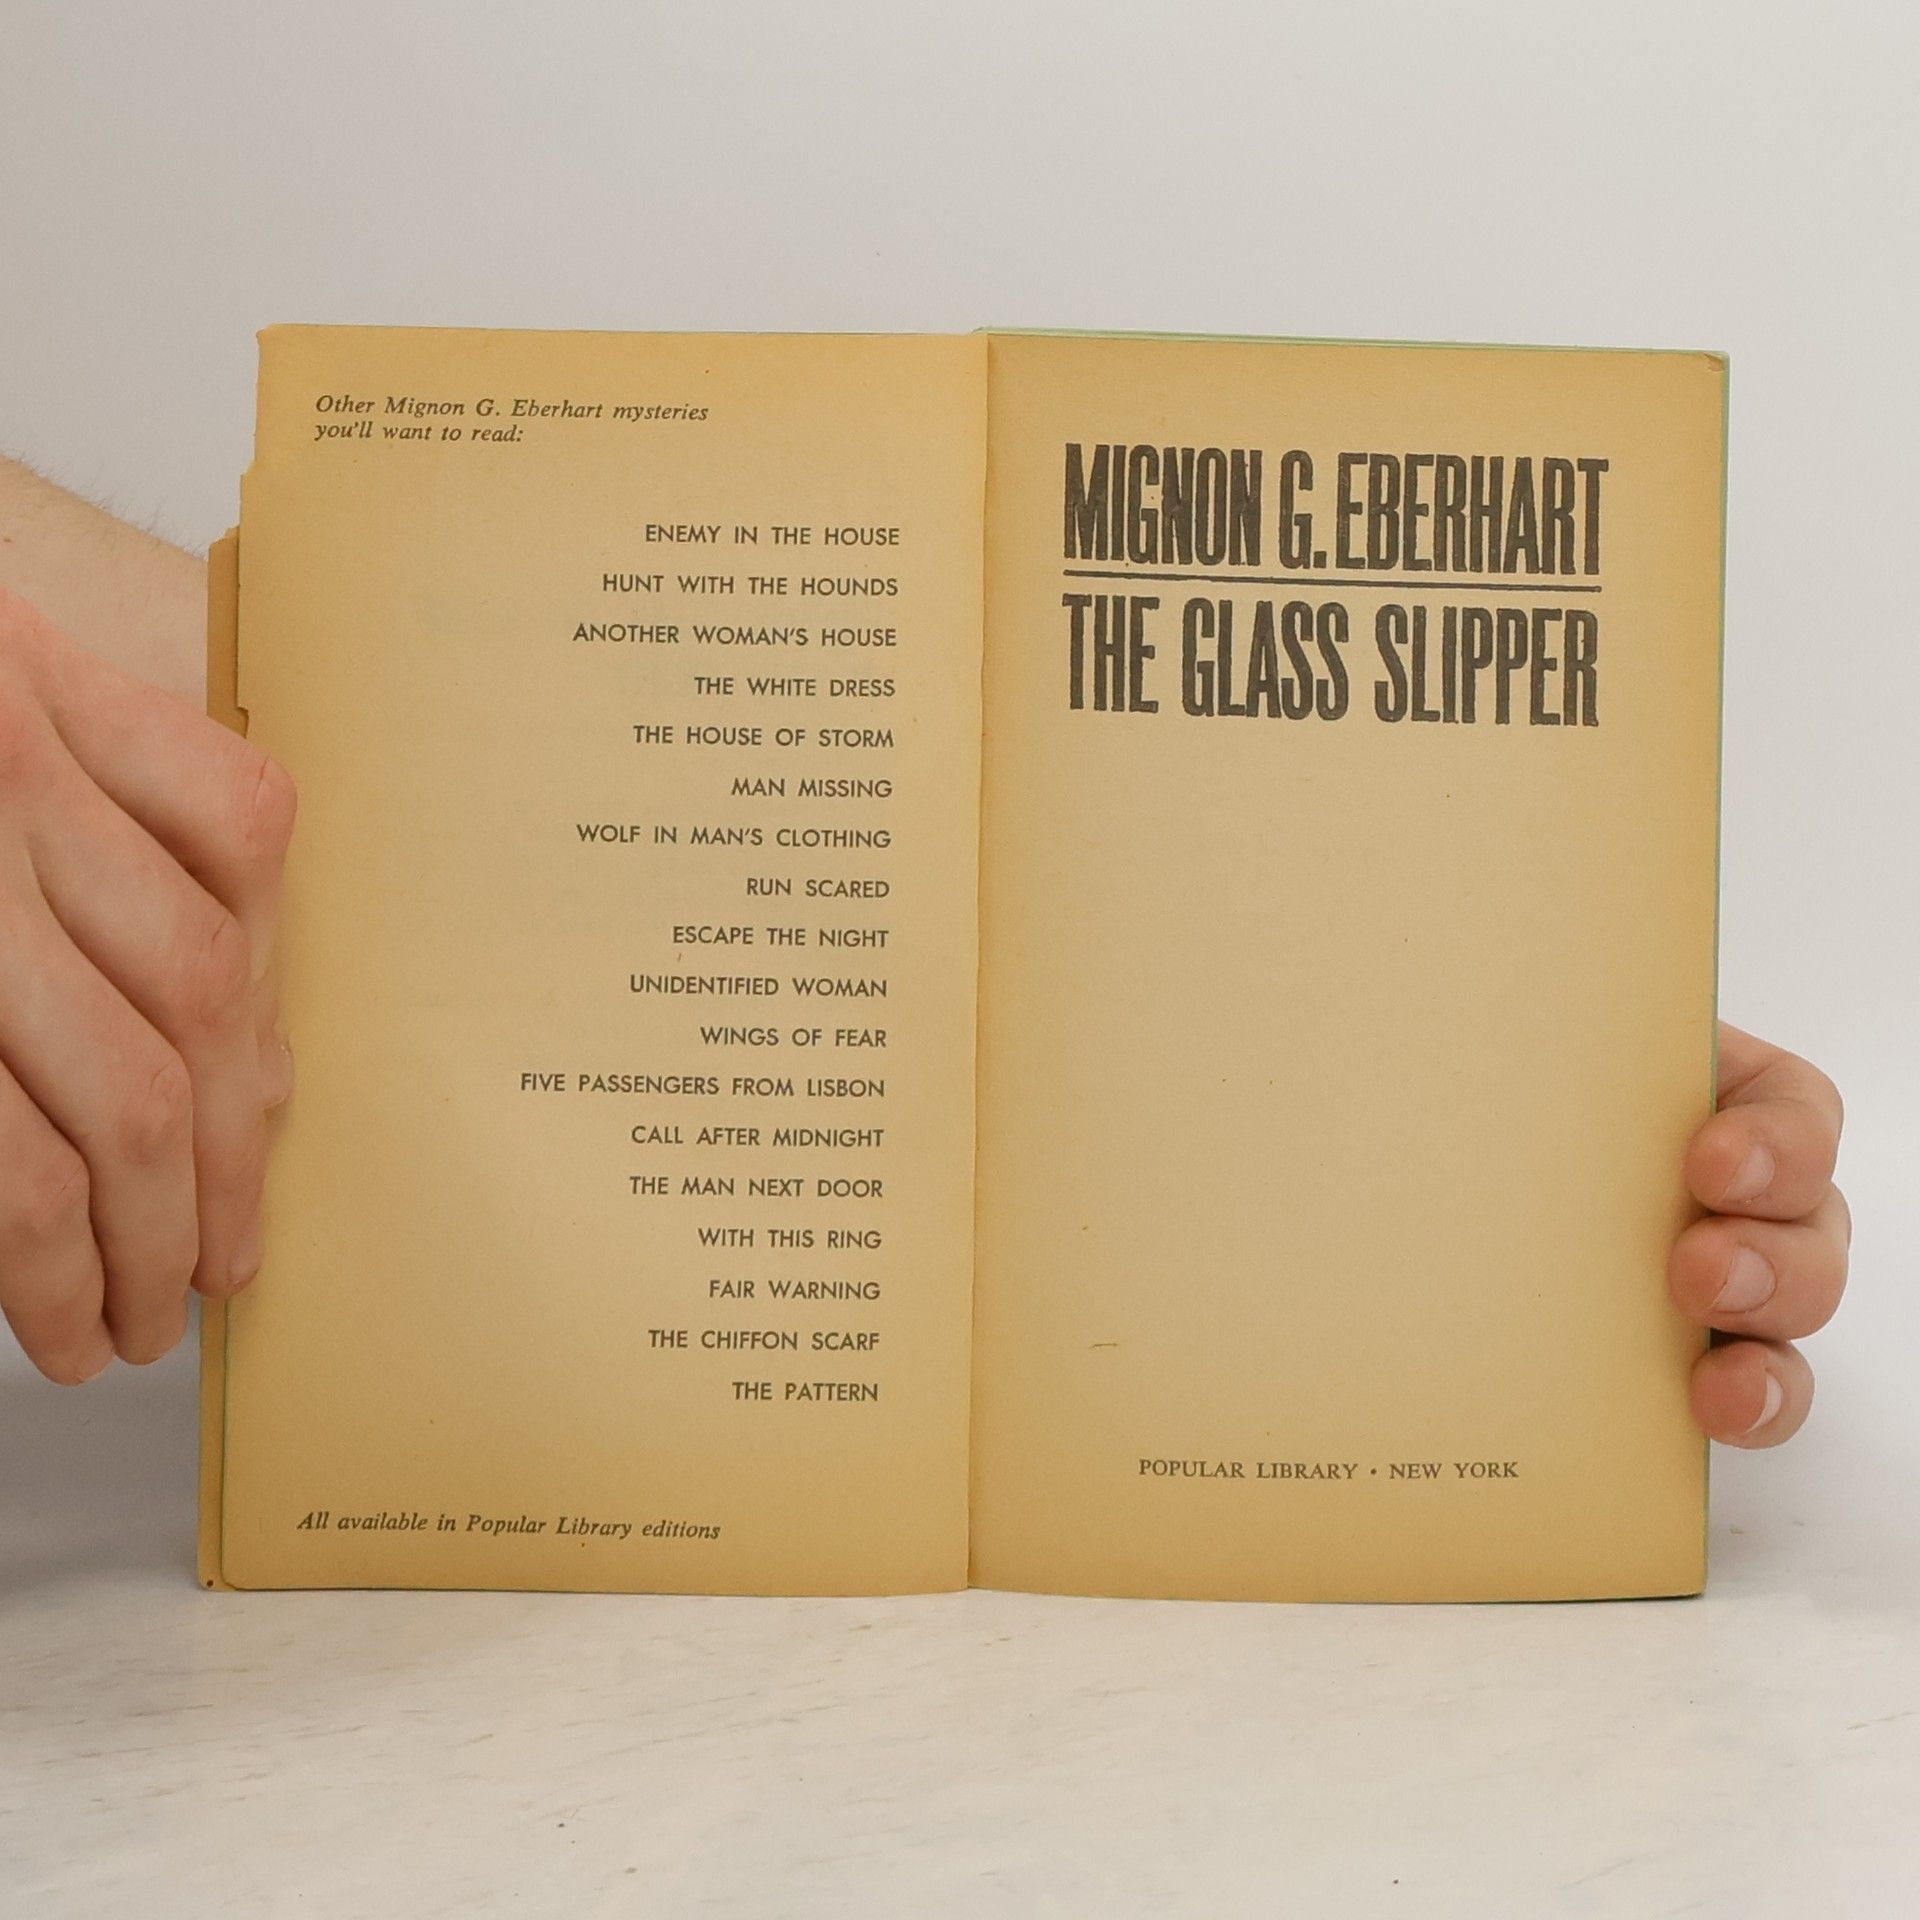 Other Mignon G. Eberhart mysteries
you'll want to read:
ENEMY IN THE HOUSE
HUNT WITH THE HOUNDS
ANOTHER WOMAN'S HOUSE
THE WHITE DRESS
THE HOUSE OF STORM
MAN MISSING
WOLF IN MAN'S CLOTHING
RUN SCARED
ESCAPE THE NIGHT
UNIDENTIFIED WOMAN
WINGS OF FEAR
FIVE PASSENGERS FROM LISBON
CALL AFTER MIDNIGHT
THE MAN NEXT DOOR
WITH THIS RING
FAIR WARNING
THE CHIFFON SCARF
THE PATTERN
All available in Popular Library editions
MIGNON G. EBERHART
THE GLASS SLIPPER
POPULAR LIBRARY • NEW YORK